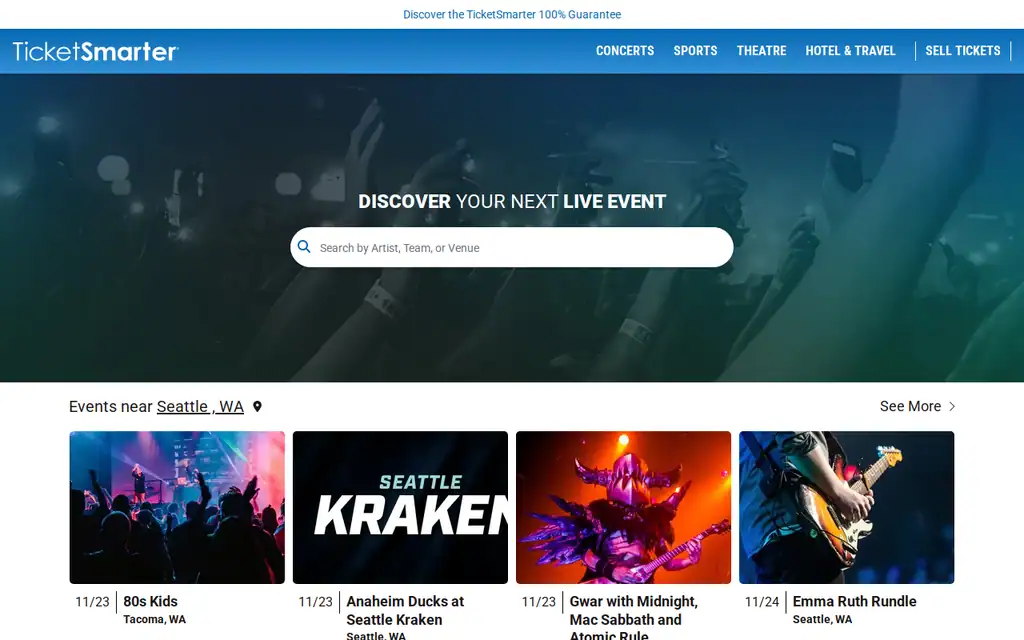 Discover the TicketSmarter 100% Guarantee
TicketSmarter
CONCERTS
SPORTS
THEATRE
HOTEL & TRAVEL
SELL TICKETS
DISCOVER YOUR NEXT LIVE EVENT
Search by Artist, Team, or Venue
Events near Seattle , WA
See More
SEATTLE
KRAKEN
11/23
80s Kids
Tacoma, WA
11/23
Anaheim Ducks at
Seattle Kraken
Seattle, WA
11/23
Gwar with Midnight,
Mac Sabbath and
Atomic Rule
11/24
Emma Ruth Rundle
Seattle, WA